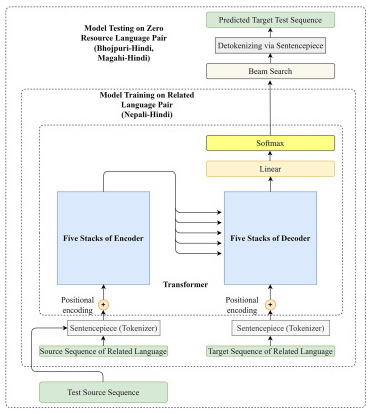 Predicted Target Test Sequence
Model Testing on Zero
Resource Language Pair
(Bhojpuri-Hindi,
Magahi-Hindi)
Detokenizing via Sentencepiece
Beam Search
Model Training on Related
Language Pair
(Nepali-Hindi)
Softmax
Linear
Five Stacks of Encoder
Five Stacks of Decoder
Transformer
Positional
encoding
+
Positional
encoding
+
Sentencepiece (Tokenizer)
Sentencepiece (Tokenizer)
Source Sequence of Related Language
Target Sequence of Related Language
Test Source Sequence